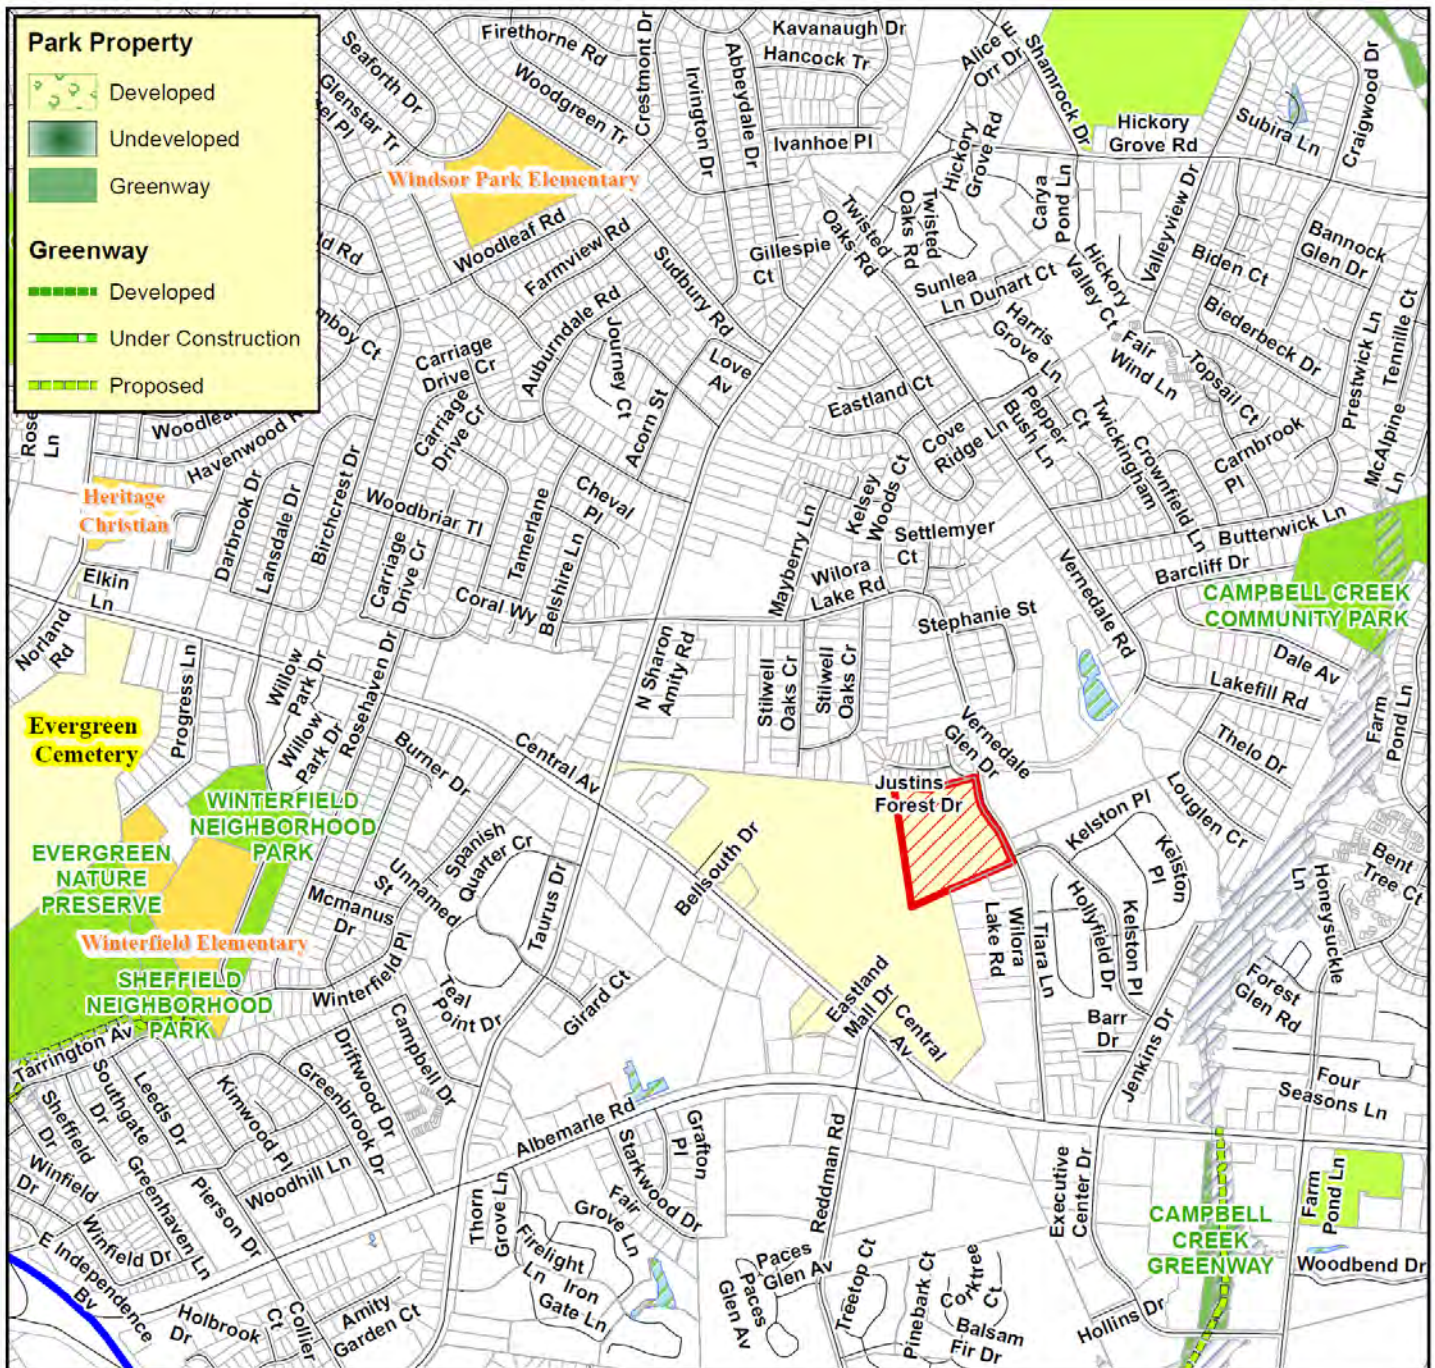 Park Property
Developed
Undeveloped
Greenway
Greenway
Developed
Under Construction
Proposed
Seaforth Dr
Glenstar Tr
Firethorne Rd
Woodgreen Tr
Crestmont Dr
Irvington Dr
Abbeydale Dr
Kavanaugh Dr
Hancock Tr
Ivanhoe Pl
Alice E
Orr Dr
Shamrock Dr
Hickory
Grove Rd
Hickory
Grove Rd
Subira Ln
Craigwood Dr
Windsor Park Elementary
Woodleaf Rd
Farmview Rd
Sudbury Rd
Gillespie
Ct
Twisted
Oaks Rd
Twisted
Oaks Rd
Carya
Pond Ln
Valleyview Dr
Biden Ct
Bannock
Glen Dr
Sunlea
Ln
Dunart Ct
Hickory
Valley Ct
Biederbeck Dr
Prestwick Ln
Tennille Ct
McAlpine
Ln
Auburndale Rd
Journey Ct
Carriage
Drive Cr
Carriage
Drive Cr
Love
Av
Acorn St
Harris
Grove Ln
Fair
Wind Ln
Topsail Ct
Eastland Ct
Cove
Ridge Ln
Pepper
Bush Ln
Ct
Twickingham
Crownfield Ln
Carnbrook
Pl
Havenwood R
Heritage
Christian
Darbrook Dr
Lansdale Dr
Birchcrest Dr
Woodbriar Tl
Tamerlane
Cheval
Pl
Belshire Ln
Coral Wy
Carriage
Drive Cr
Kelsey
Woods Ct
Settlemyer
Ct
Mayberry Ln
Wilora
Lake Rd
Butterwick Ln
Barcliff Dr
CAMPBELL CREEK
COMMUNITY PARK
Elkin
Ln
Norland
Rd
Progress Ln
Willow
Park Dr
Willow
Park Dr
Rosehaven Dr
N Sharon
Amity Rd
Stilwell
Oaks Cr
Stilwell
Oaks Cr
Stephanie St
Vernedale Rd
Dale Av
Lakefill Rd
Thelo Dr
Farm
Pond Ln
Evergreen
Cemetery
Burner Dr
Central Av
Vernedale
Glen Dr
Justins
Forest Dr
Louglen Cr
WINTERFIELD
NEIGHBORHOOD
PARK
EVERGREEN
NATURE
PRESERVE
Spanish
Quarter Cr
Unnamed
St
Mcmanus
Dr
Bellsouth Dr
Kelston Pl
Kelston
Pl
Kelston Pl
Hollyfield Dr
Tiara Ln
Wilora
Lake Rd
Bent
Tree Ct
Honeysuckle
Ln
Winterfield Elementary
SHEFFIELD
NEIGHBORHOOD
PARK
Winterfield Pl
Taurus Dr
Teal
Point Dr
Girard Ct
Eastland
Mall Dr
Central
Av
Barr
Dr
Jenkins Dr
Forest
Glen Rd
Four
Seasons Ln
Tarrington Av
Southgate
Dr
Sheffield
Dr
Leeds Dr
Kimwood Pl
Greenbrook Dr
Driftwood Dr
Campbell Dr
Albemarle Rd
Grafton
Pl
Starkwood Dr
Reddman Rd
Executive
Center Dr
Farm
Pond Ln
Winfield
Dr
Winfield Dr
Greenhaven Ln
Pierson Dr
Woodhill Ln
E Independence
Bv
Thorn
Grove Ln
Fair
Grove Ln
Firelight
Ln
Iron
Gate Ln
Paces
Glen Av
Paces
Glen Av
Treetop Ct
Pinebark Ct
Corktree
Ct
Balsam
Fir Dr
CAMPBELL
CREEK
GREENWAY
Woodbend Dr
Hollins Dr
Holbrook
Dr
Collier
Ct
Amity
Garden Ct